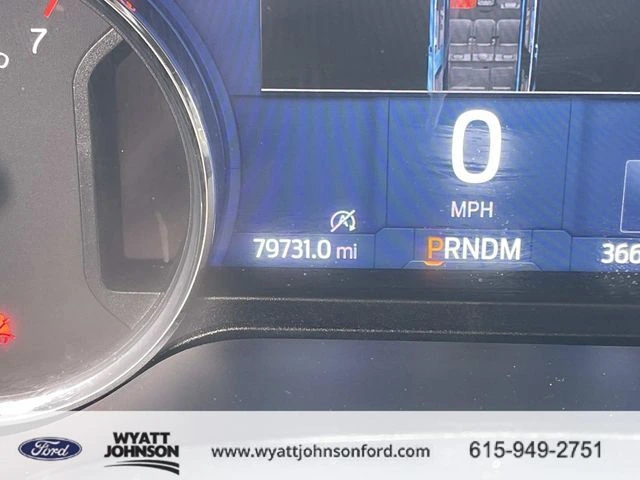 7
0
MPH
79731.0 mi
PRNDM
366
Ford
WYATT
JOHNSON
www.wyattjohnsonford.com
615-949-2751